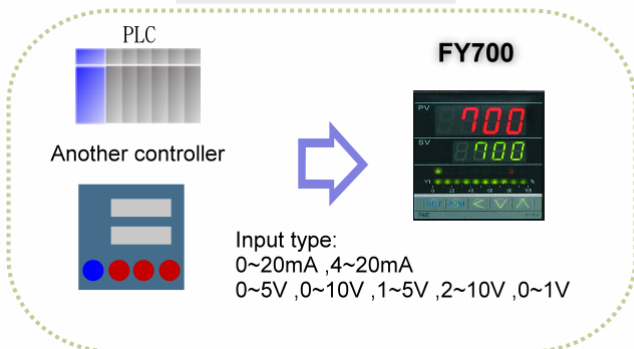 PLC
FY700
PV
700
SV
700
Another controller
SET A/M
Input type:
0~20mA ,4~20mA
0~5V ,0~10V ,1~5V ,2~10V ,0~1V